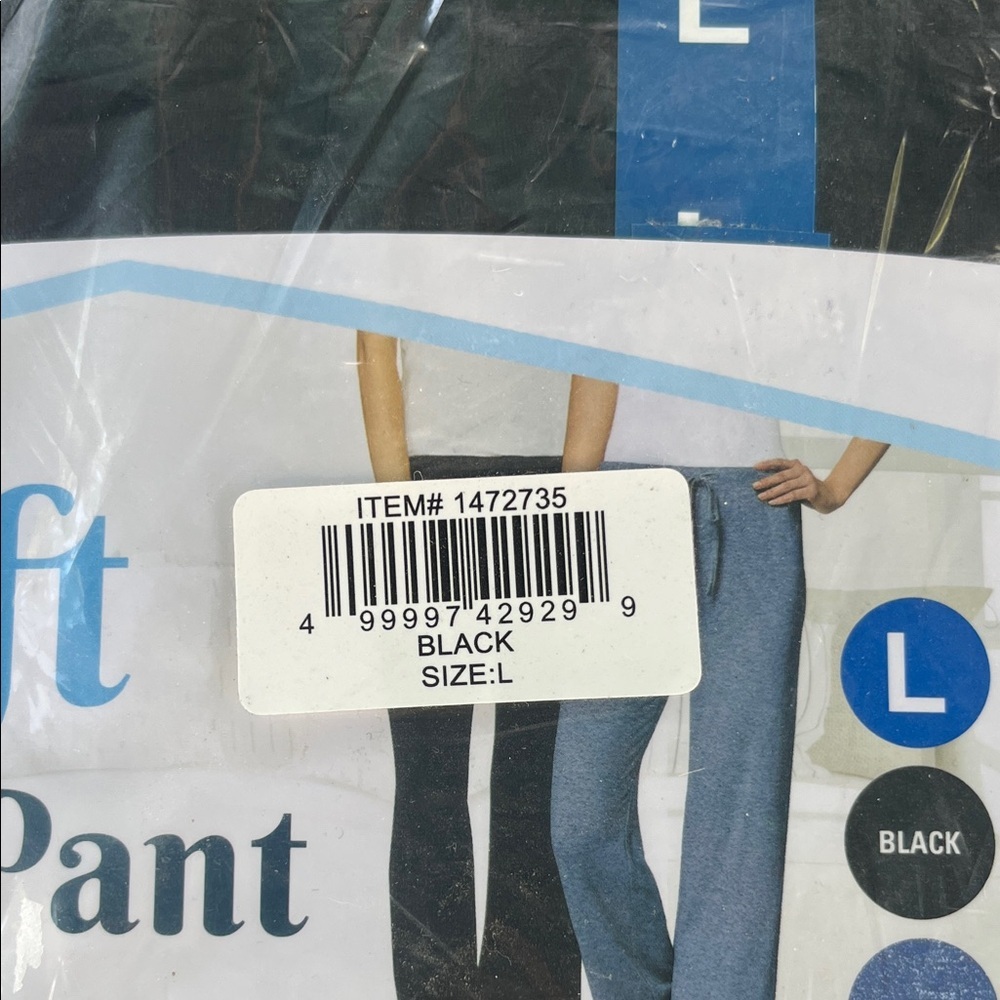 L
ft
Pant
ITEM# 1472735
4 99997 42929 9
BLACK
SIZE:L
L
BLACK